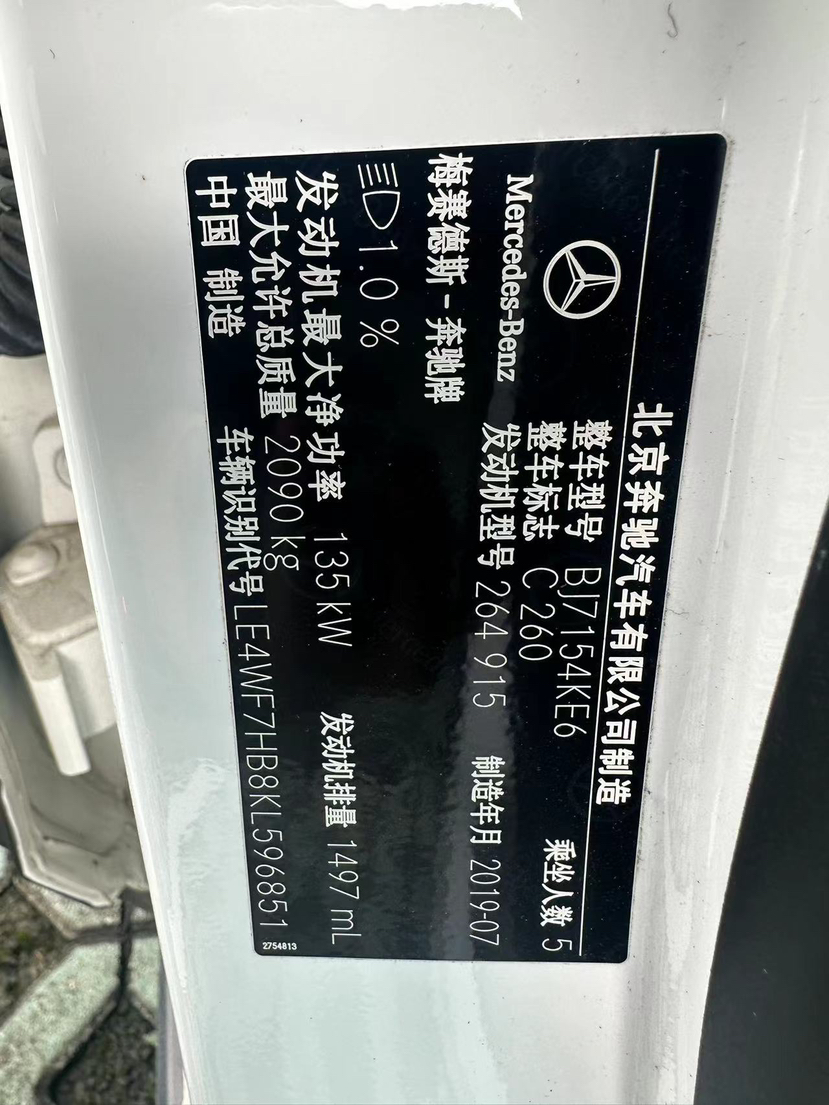 北京奔驰汽车有限公司制造
整车型号 BJ7154KE6 乘坐人数 5
整车标志 C 260
Mercedes-Benz 发动机型号 264 915 制造年月 2019-07
梅赛德斯-奔驰牌
1.0 %
发动机最大净功率 135 kW 发动机排量 1497 mL
最大允许总质量 2090 kg
中国 制造 车辆识别代号 LE4WF7HB8KL596851
2754813